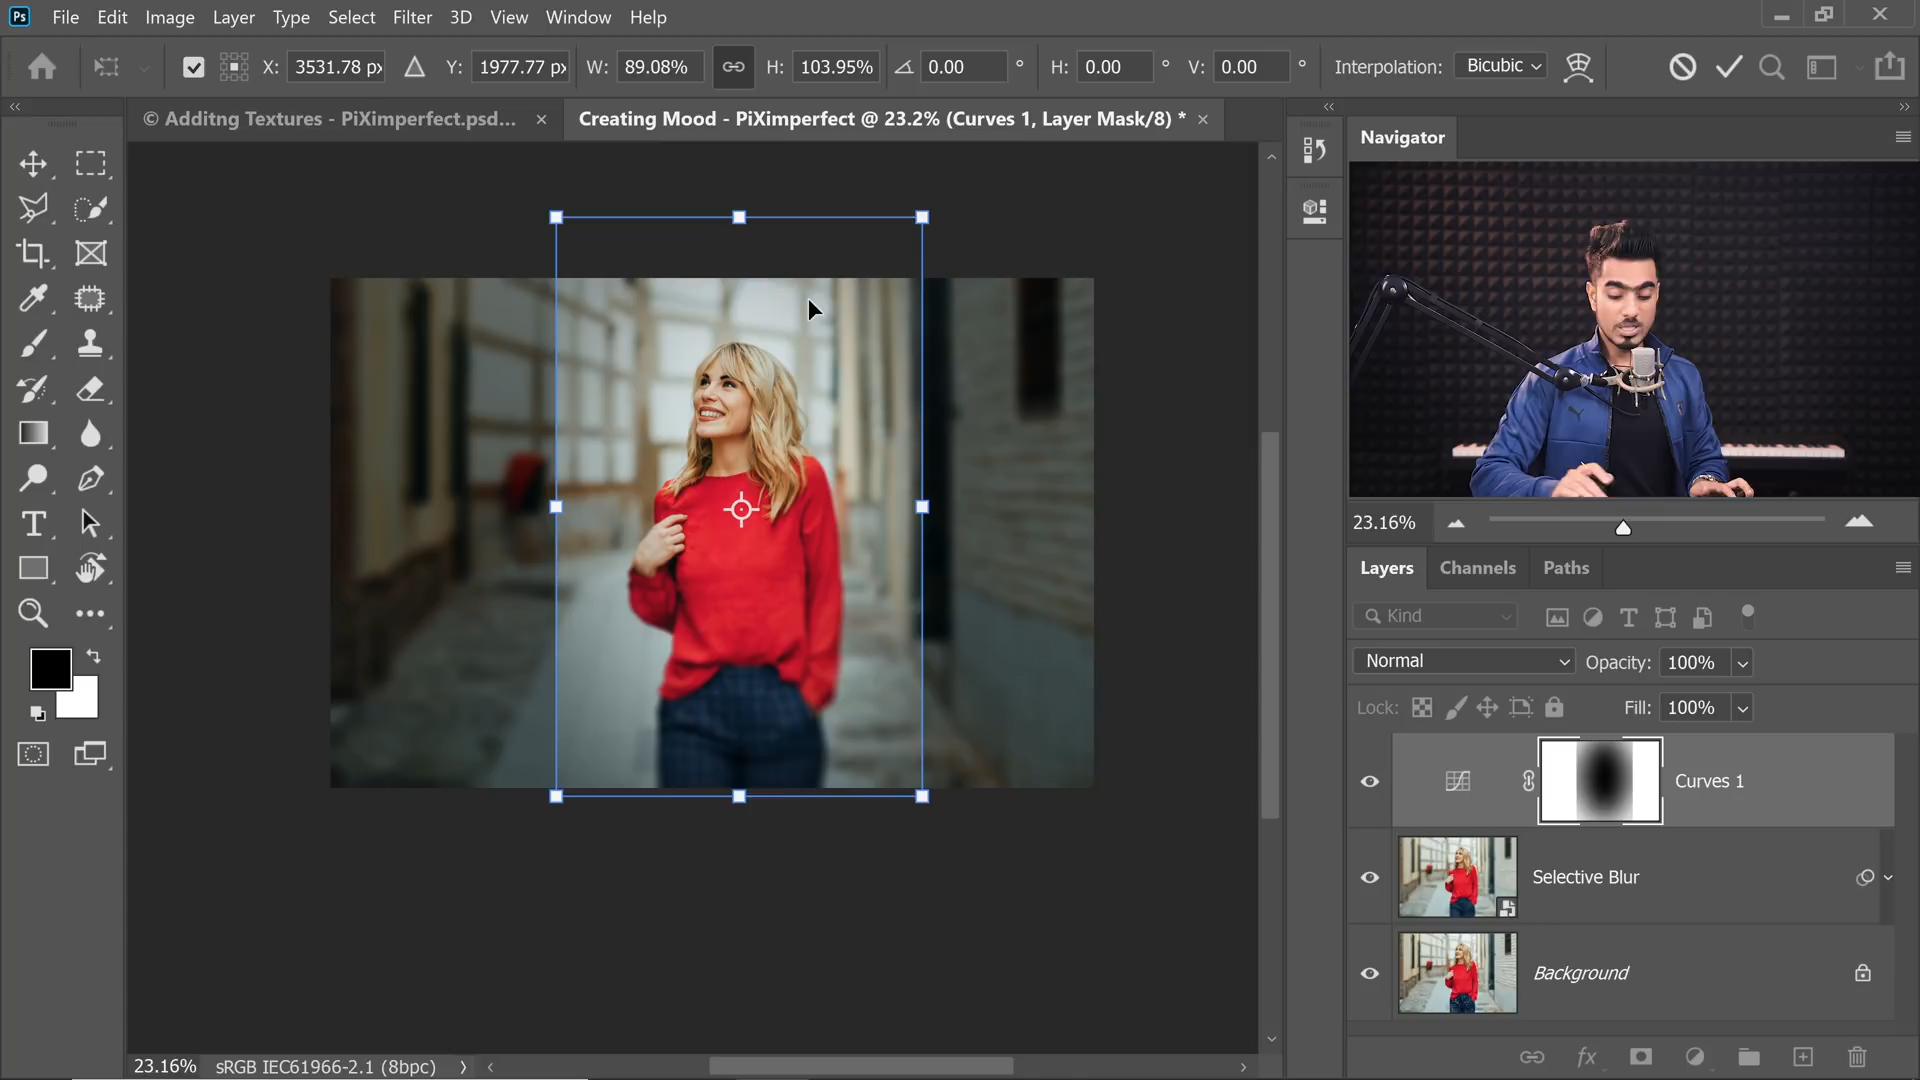 Ps File Edit Image Layer Type Select Filter 3D View Window Help
X: 3531.78 px Y: 1977.77 px W: 89.08% H: 103.95% 0.00 ° H: 0.00 ° V: 0.00 ° Interpolation: Bicubic
© Additng Textures - PiXimperfect.psd... × Creating Mood - PiXimperfect @ 23.2% (Curves 1, Layer Mask/8) * ×
Navigator
23.16%
Layers Channels Paths
Kind
Normal Opacity: 100%
Lock: Fill: 100%
Curves 1
Selective Blur
Background
23.16% sRGB IEC61966-2.1 (8bpc)